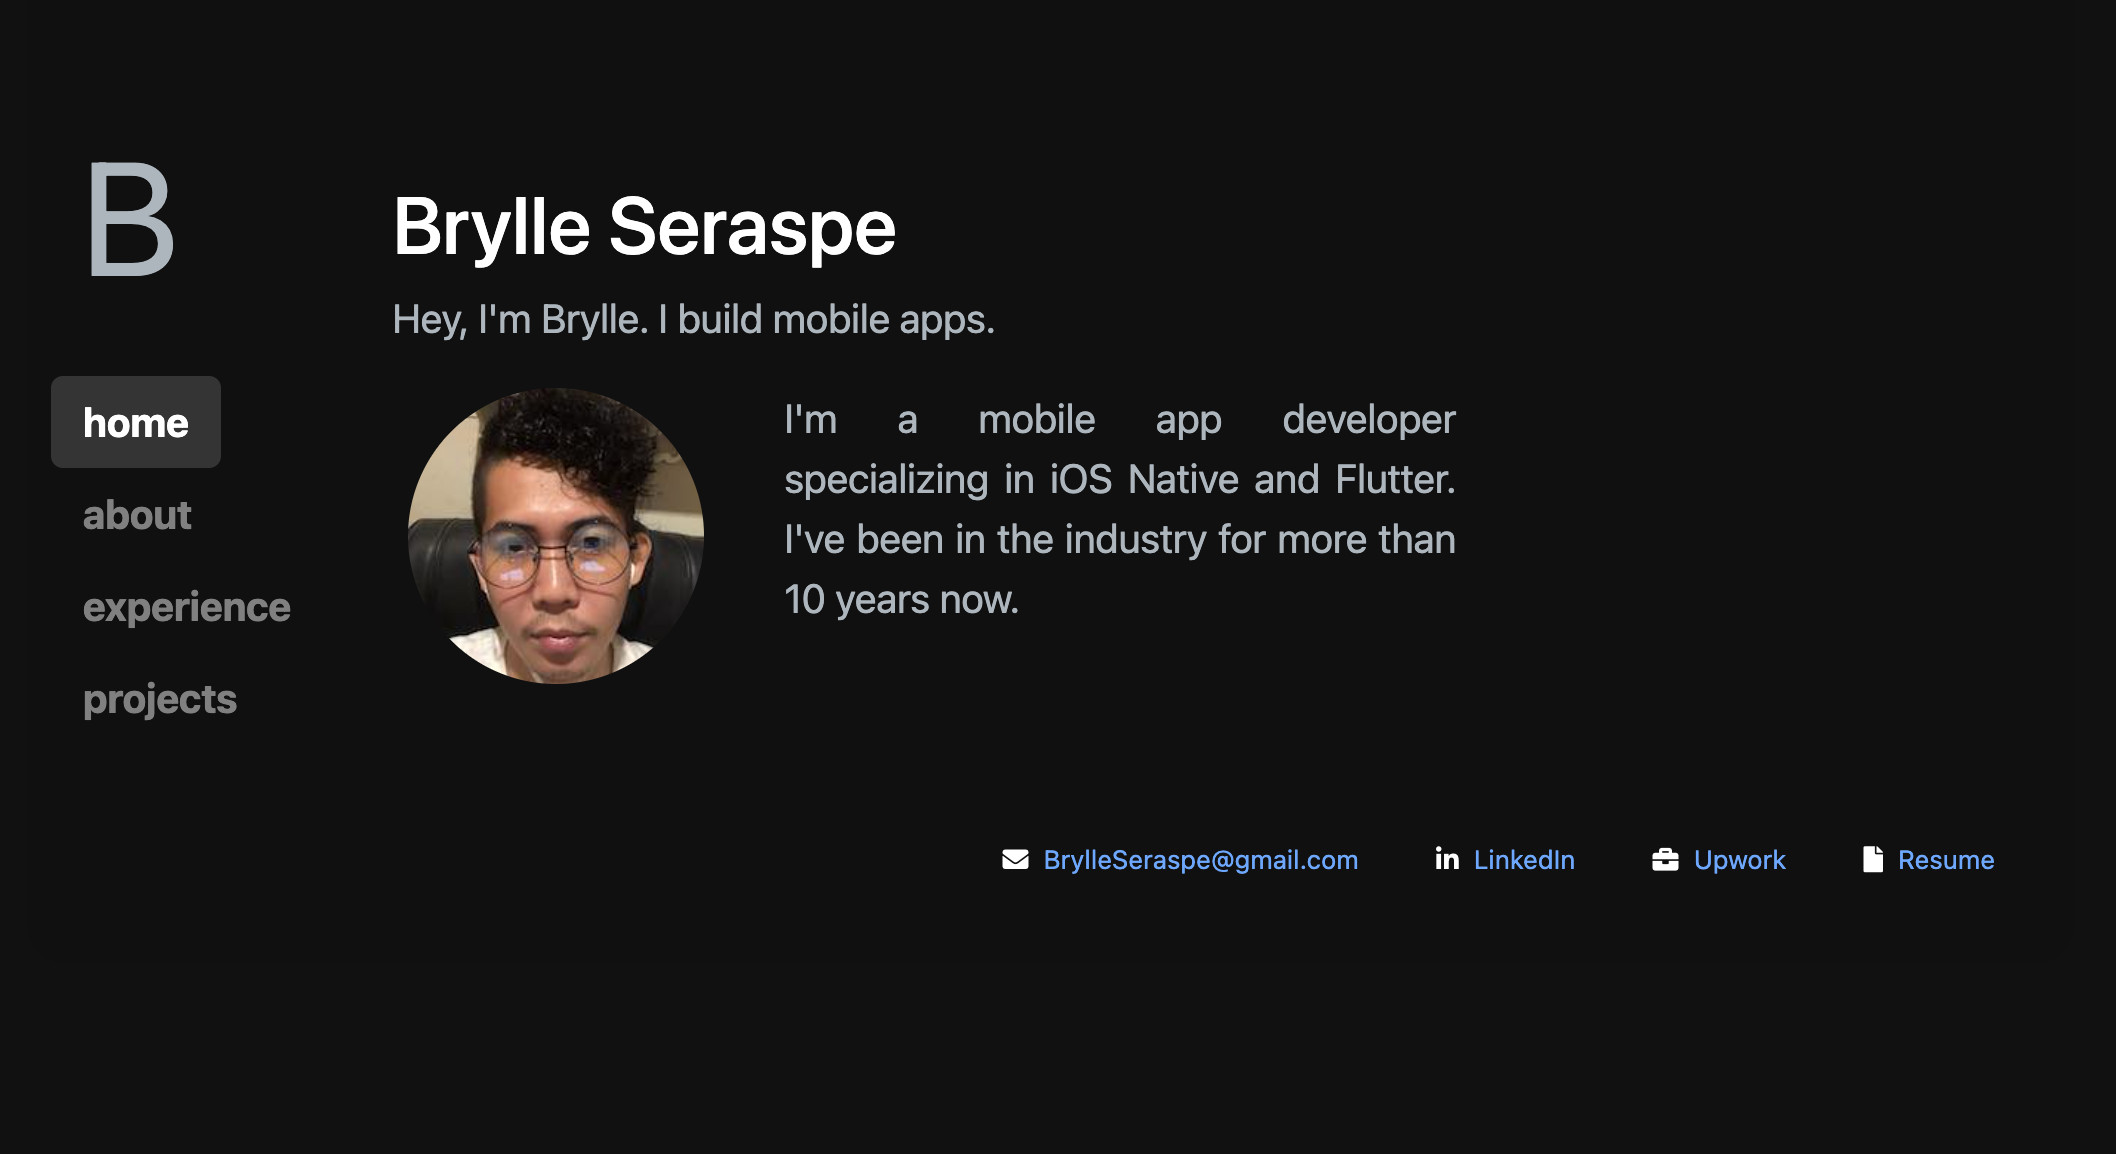 B
Brylle Seraspe
Hey, I'm Brylle. I build mobile apps.
home
about
experience
projects
I'm a mobile app developer
specializing in iOS Native and Flutter.
I've been in the industry for more than
10 years now.
BrylleSeraspe@gmail.com
in LinkedIn
Upwork
Resume